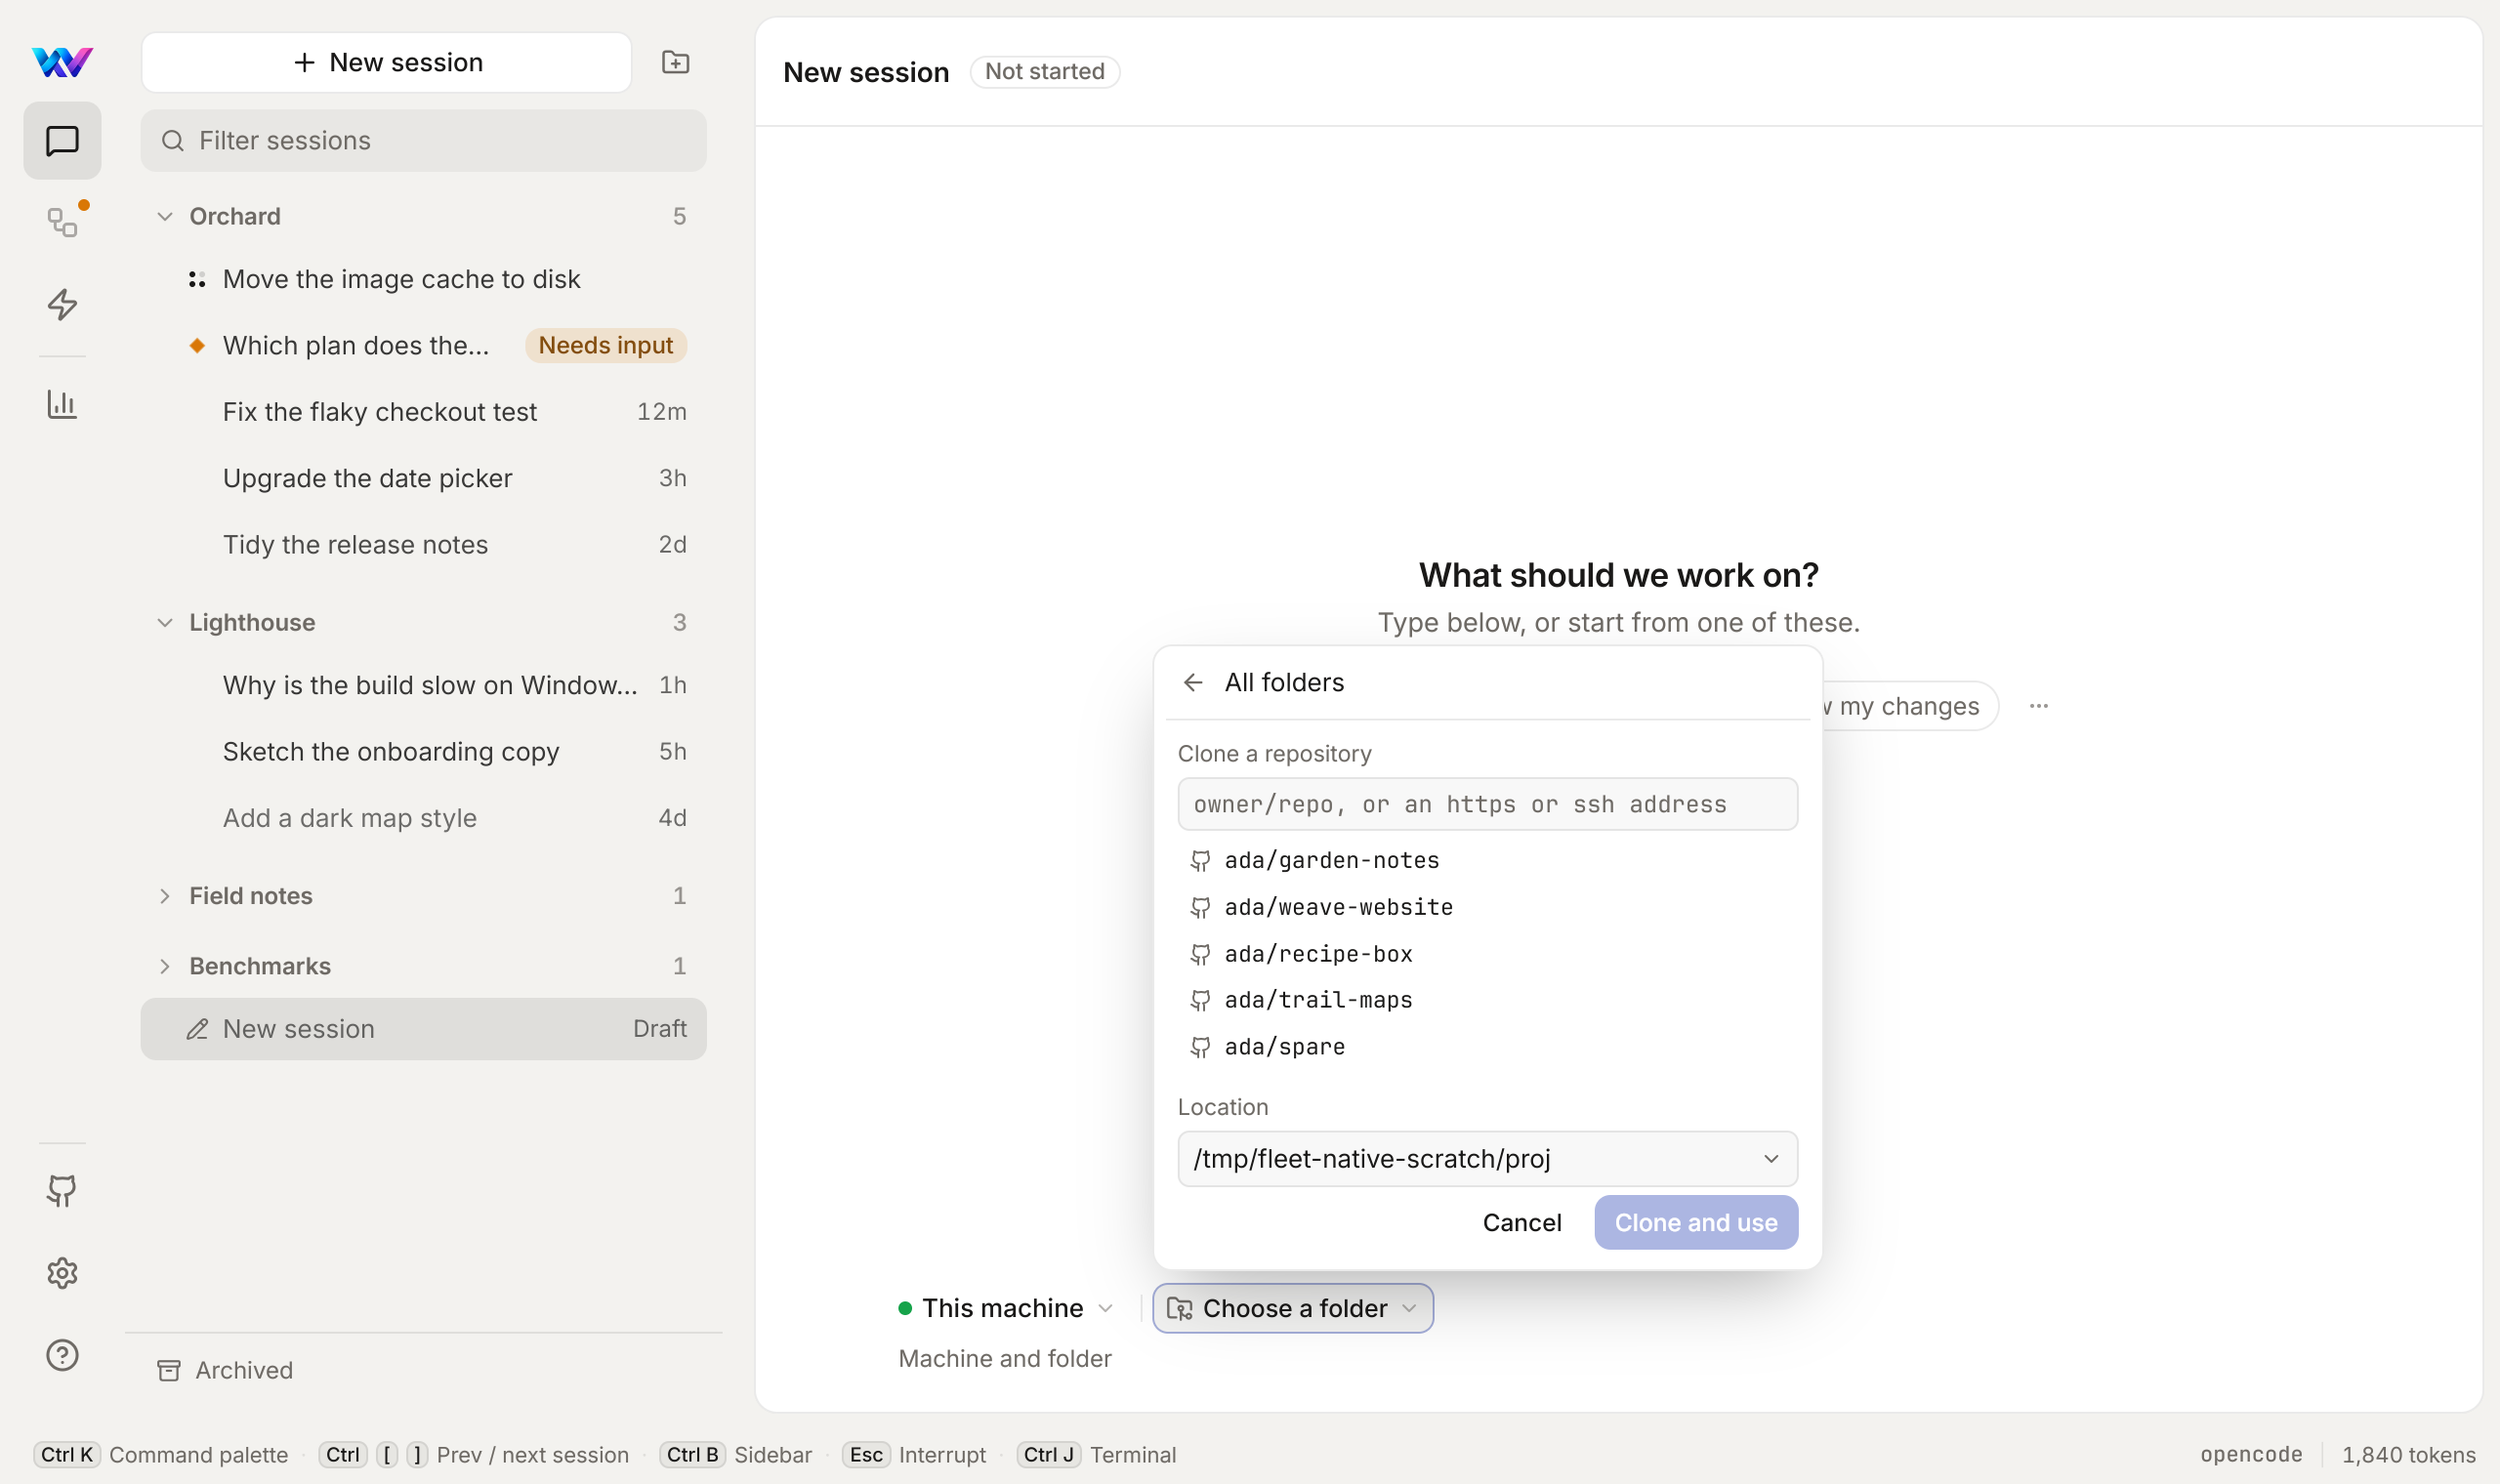 New session
Filter sessions
Orchard 5
Move the image cache to disk
Which plan does the... Needs input
Fix the flaky checkout test 12m
Upgrade the date picker 3h
Tidy the release notes 2d
Lighthouse 3
Why is the build slow on Window... 1h
Sketch the onboarding copy 5h
Add a dark map style 4d
Field notes 1
Benchmarks 1
New session Draft
Archived
New session Not started
What should we work on?
Type below, or start from one of these.
my changes
All folders
Clone a repository
owner/repo, or an https or ssh address
ada/garden-notes
ada/weave-website
ada/recipe-box
ada/trail-maps
ada/spare
Location
/tmp/fleet-native-scratch/proj
Cancel Clone and use
This machine Choose a folder
Machine and folder
Ctrl K Command palette · Ctrl [ ] Prev / next session · Ctrl B Sidebar · Esc Interrupt · Ctrl J Terminal
opencode 1,840 tokens